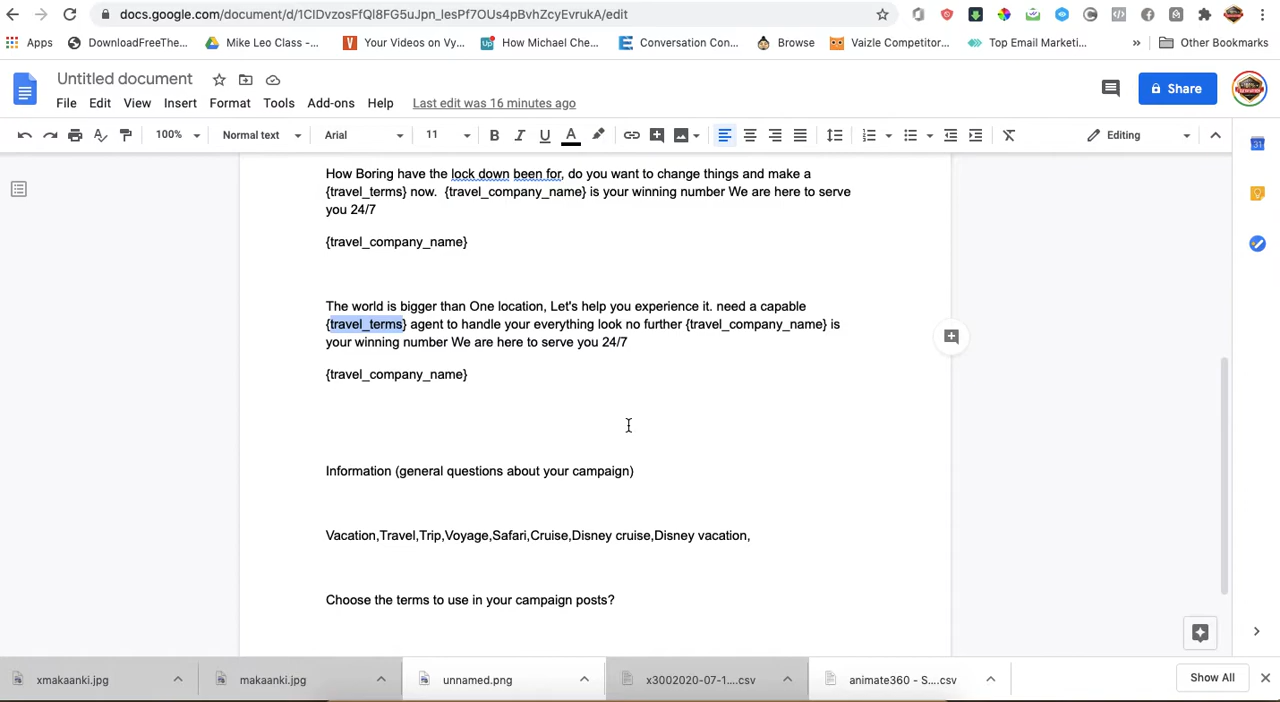 docs.google.com/document/d/1ClDvzosFfQl8FG5uJpn_lesPf7OUs4pBvhZcyEvrukA/edit
Apps
DownloadFreeThe...
Mike Leo Class -...
Your Videos on Vy...
How Michael Che...
Conversation Con...
Browse
Vaizle Competitor...
Top Email Marketi...
»
Other Bookmarks
Untitled document
File Edit View Insert Format Tools Add-ons Help Last edit was 16 minutes ago
Share
100% Normal text Arial 11 B I U A Editing
How Boring have the lock down been for, do you want to change things and make a
{travel_terms} now. {travel_company_name} is your winning number We are here to serve
you 24/7
{travel_company_name}
The world is bigger than One location, Let's help you experience it. need a capable
{travel_terms} agent to handle your everything look no further {travel_company_name} is
your winning number We are here to serve you 24/7
{travel_company_name}
Information (general questions about your campaign)
Vacation,Travel,Trip,Voyage,Safari,Cruise,Disney cruise,Disney vacation,
Choose the terms to use in your campaign posts?
31
xmakaanki.jpg
makaanki.jpg
unnamed.png
x3002020-07-1....csv
animate360 - S....csv
Show All